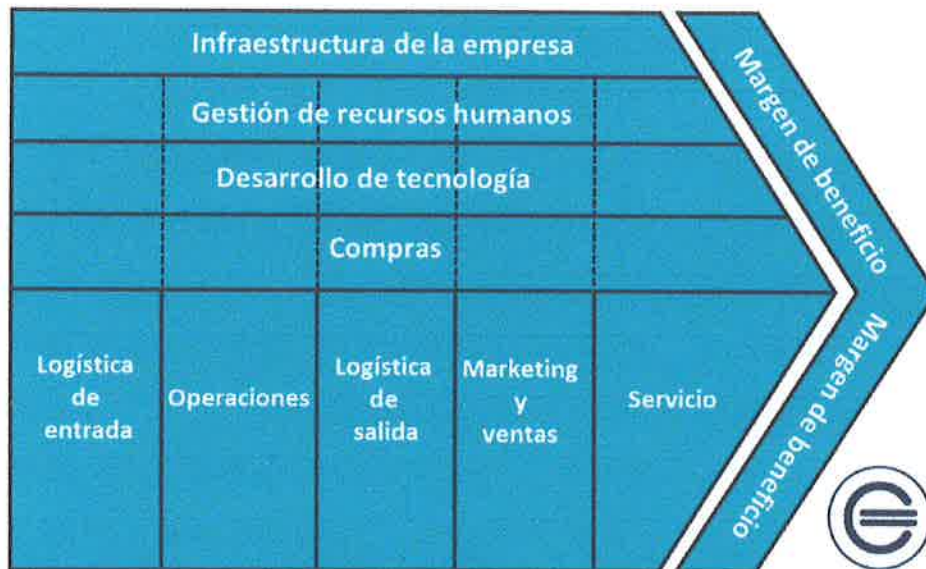 Infraestructura de la empresa
Gestión de recursos humanos
Desarrollo de tecnología
Compras
Logística
de
entrada
Operaciones
Logística
de
salida
Marketing
y
ventas
Servicio
Margen de beneficio
Margen de beneficio